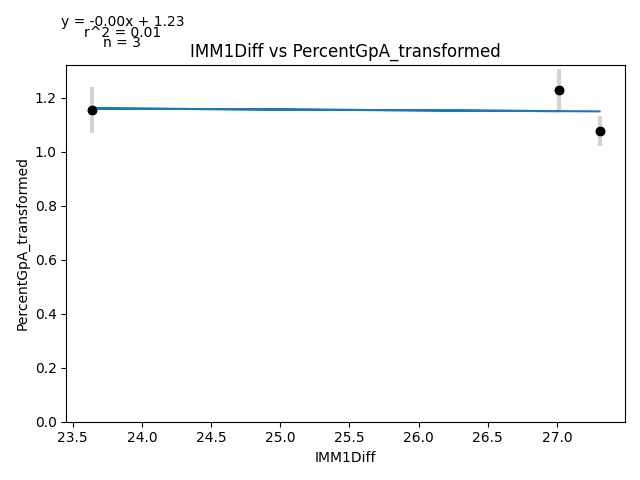 y = -0.00x + 1.23
r^2 = 0.01
n = 3
IMM1Diff vs PercentGpA_transformed
PercentGpA_transformed
1.2
1.0
0.8
0.6
0.4
0.2
0.0
23.5 24.0 24.5 25.0 25.5 26.0 26.5 27.0
IMM1Diff